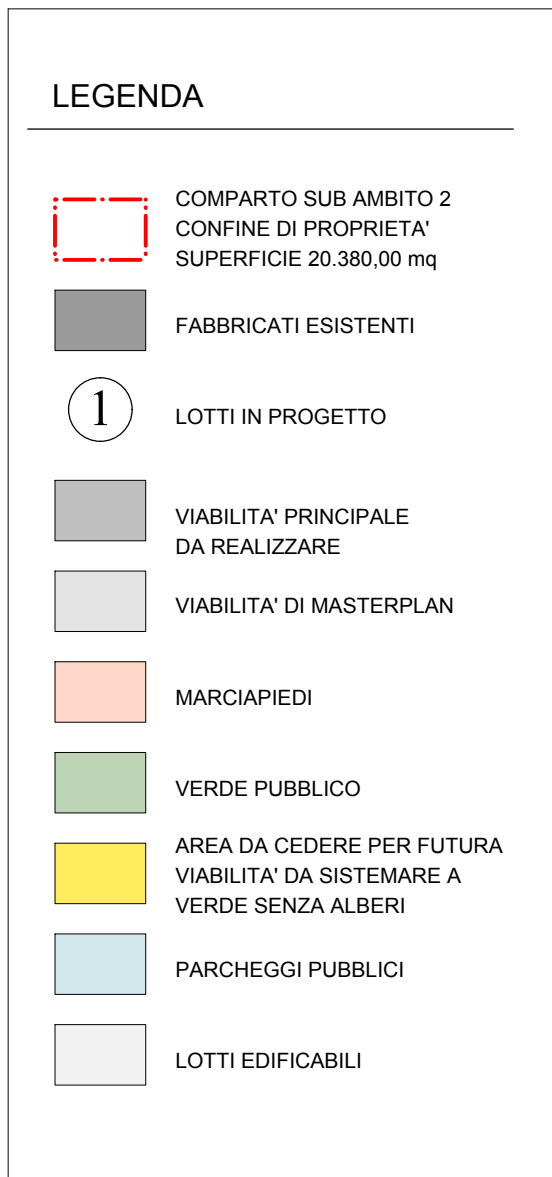 LEGENDA
COMPARTO SUB AMBITO 2
CONFINE DI PROPRIETA'
SUPERFICIE 20.380,00 mq
FABBRICATI ESISTENTI
1
LOTTI IN PROGETTO
VIABILITA' PRINCIPALE
DA REALIZZARE
VIABILITA' DI MASTERPLAN
MARCIAPIEDI
VERDE PUBBLICO
AREA DA CEDERE PER FUTURA
VIABILITA' DA SISTEMARE A
VERDE SENZA ALBERI
PARCHEGGI PUBBLICI
LOTTI EDIFICABILI